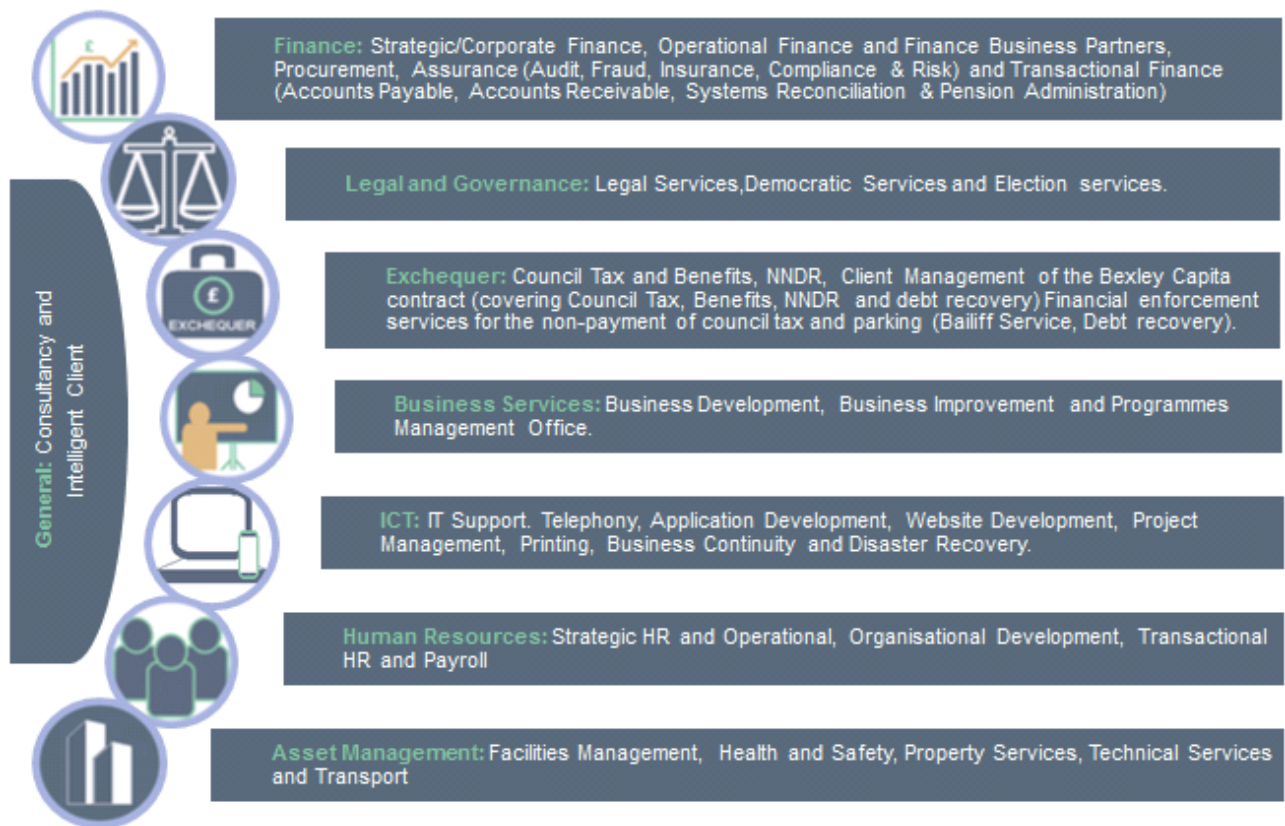 £
Finance: Strategic/Corporate Finance, Operational Finance and Finance Business Partners,
Procurement, Assurance (Audit, Fraud, Insurance, Compliance & Risk) and Transactional Finance
(Accounts Payable, Accounts Receivable, Systems Reconciliation & Pension Administration)
Legal and Governance: Legal Services,Democratic Services and Election services.
General: Consultancy and
Intelligent Client
£
EXCHEQUER
Exchequer: Council Tax and Benefits, NNDR, Client Management of the Bexley Capita
contract (covering Council Tax, Benefits, NNDR and debt recovery) Financial enforcement
services for the non-payment of council tax and parking (Bailiff Service, Debt recovery).
Business Services: Business Development, Business Improvement and Programmes
Management Office.
ICT: IT Support. Telephony, Application Development, Website Development, Project
Management, Printing, Business Continuity and Disaster Recovery.
Human Resources: Strategic HR and Operational, Organisational Development, Transactional
HR and Payroll
Asset Management: Facilities Management, Health and Safety, Property Services, Technical Services
and Transport